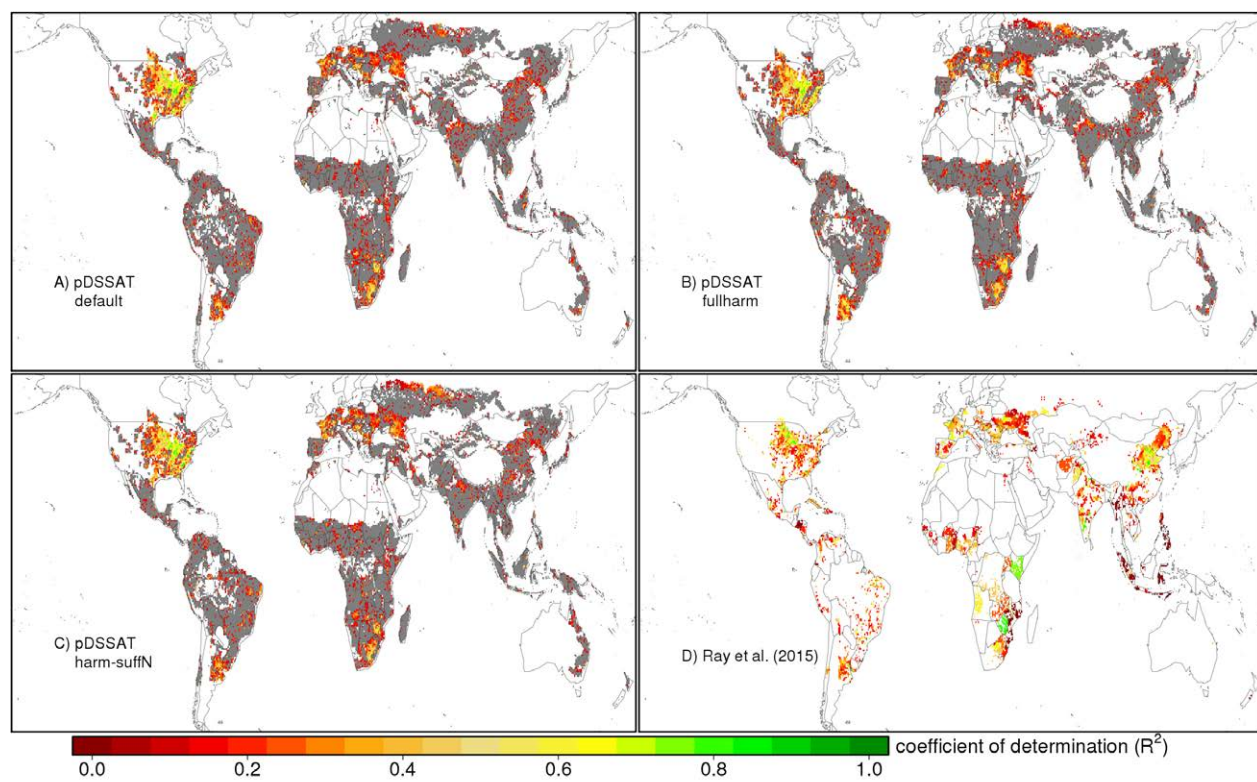 A) pDSSAT
default
B) pDSSAT
fullharm
C) pDSSAT
harm-suffN
D) Ray et al. (2015)
coefficient of determination (R²)
0.0 0.2 0.4 0.6 0.8 1.0